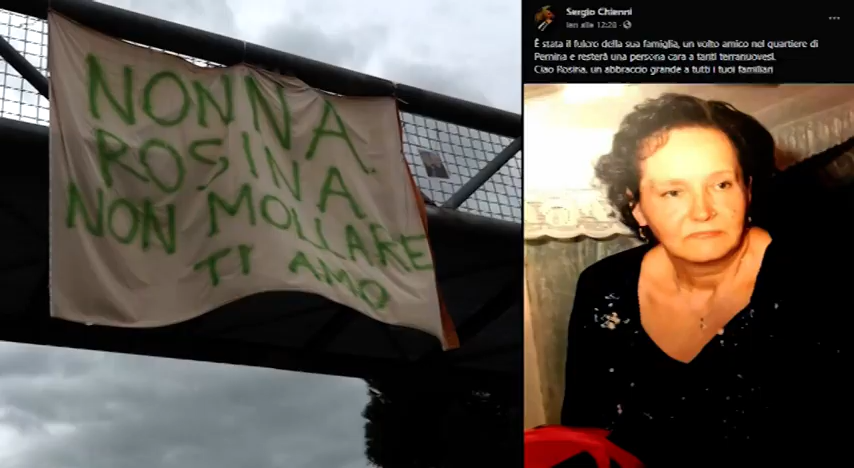 NONNA
ROSINA
NON MOLLARE
TI AMO
Sergio Chienni
Ieri alle 12:28
È stata il fulcro della sua famiglia, un volto amico nel quartiere di
Pernina e resterà una persona cara a tanti terranuovesi.
Ciao Rosina, un abbraccio grande a tutti i tuoi familiari